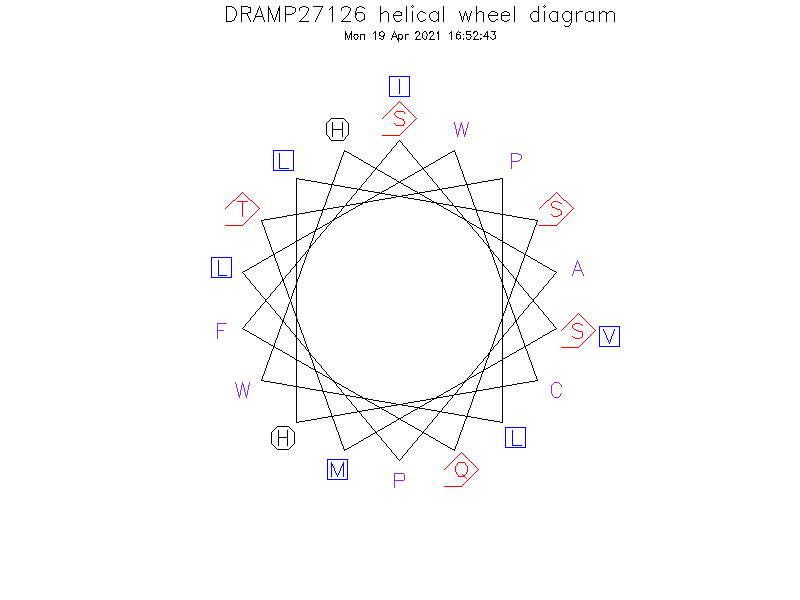 DRAMP27126 helical wheel diagram
Mon 19 Apr 2021 16:52:43
I
H S W
L P
T S
L A
F S V
W C
H L
M P Q